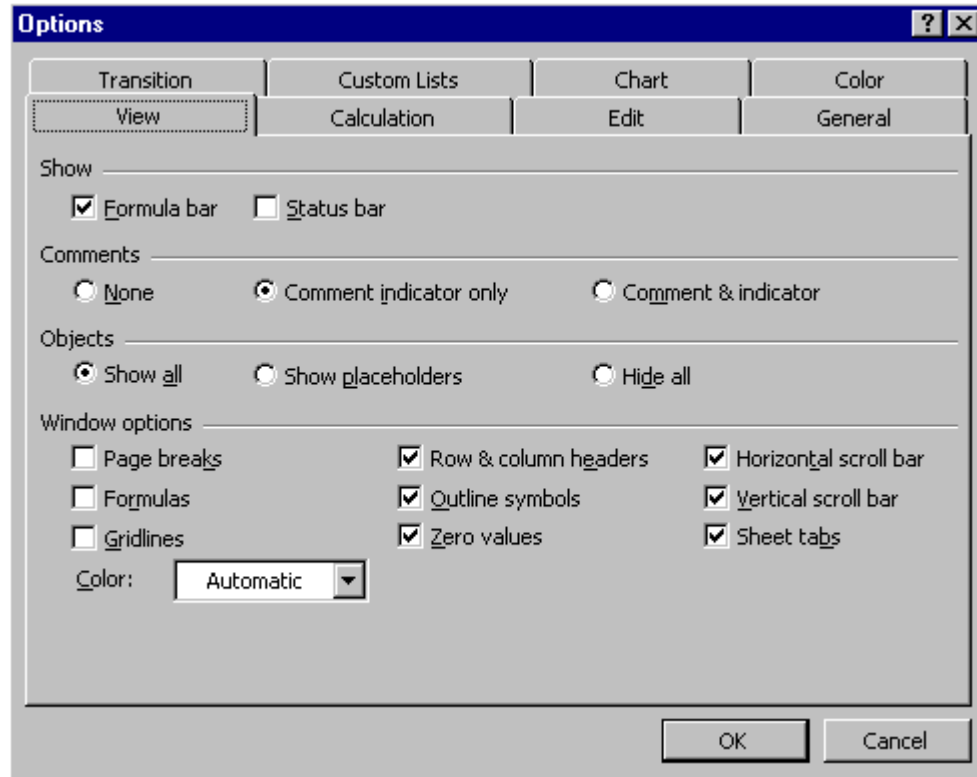 Options
Transition Custom Lists Chart Color
View Calculation Edit General
Show
Formula bar Status bar
Comments
None Comment indicator only Comment & indicator
Objects
Show all Show placeholders Hide all
Window options
Page breaks Row & column headers Horizontal scroll bar
Formulas Outline symbols Vertical scroll bar
Gridlines Zero values Sheet tabs
Color: Automatic
OK Cancel